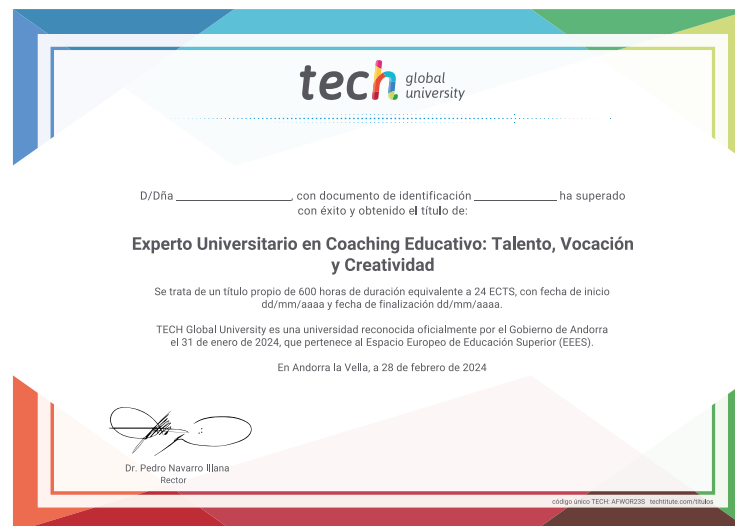 tech global university
D/Dña ____________________, con documento de identificación ______________ ha superado
con éxito y obtenido el título de:
Experto Universitario en Coaching Educativo: Talento, Vocación
y Creatividad
Se trata de un título propio de 600 horas de duración equivalente a 24 ECTS, con fecha de inicio
dd/mm/aaaa y fecha de finalización dd/mm/aaaa.
TECH Global University es una universidad reconocida oficialmente por el Gobierno de Andorra
el 31 de enero de 2024, que pertenece al Espacio Europeo de Educación Superior (EEES).
En Andorra la Vella, a 28 de febrero de 2024
Dr. Pedro Navarro Illana
Rector
código único TECH: AFWOR23S techtitute.com/titulos